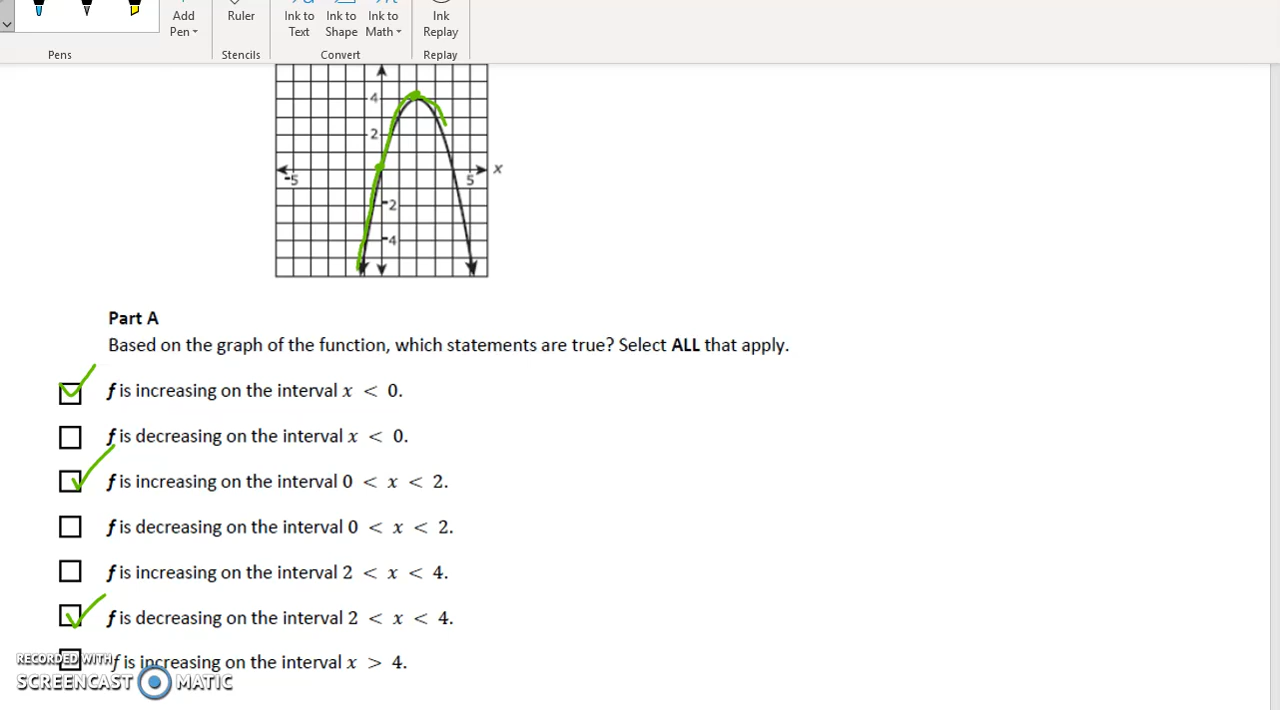 Add Pen
Ruler
Ink to Text
Ink to Shape
Ink to Math
Ink Replay
Pens
Stencils
Convert
Replay
4
2
-5
5
x
-2
-4
Part A
Based on the graph of the function, which statements are true? Select ALL that apply.
f is increasing on the interval x < 0.
f is decreasing on the interval x < 0.
f is increasing on the interval 0 < x < 2.
f is decreasing on the interval 0 < x < 2.
f is increasing on the interval 2 < x < 4.
f is decreasing on the interval 2 < x < 4.
f is increasing on the interval x > 4.
RECORDED WITH
SCREENCAST MATIC